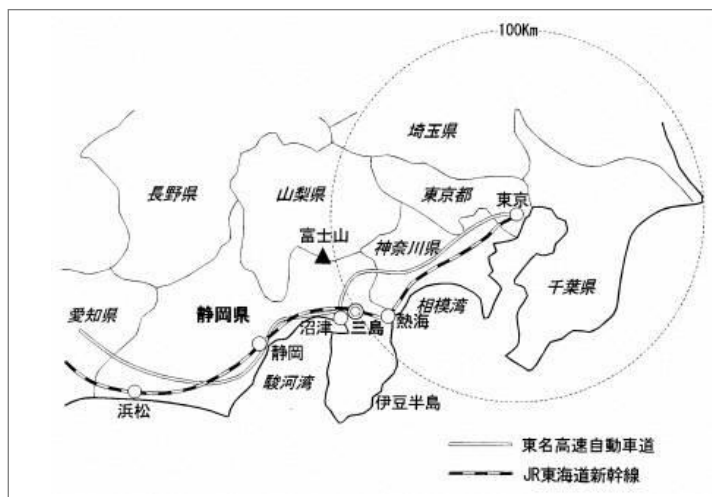 100Km
埼玉県
長野県
山梨県
東京都
東京
富士山
神奈川県
千葉県
愛知県
静岡県
相模湾
沼津
三島
熱海
静岡
駿河湾
浜松
伊豆半島
東名高速自動車道
JR東海道新幹線